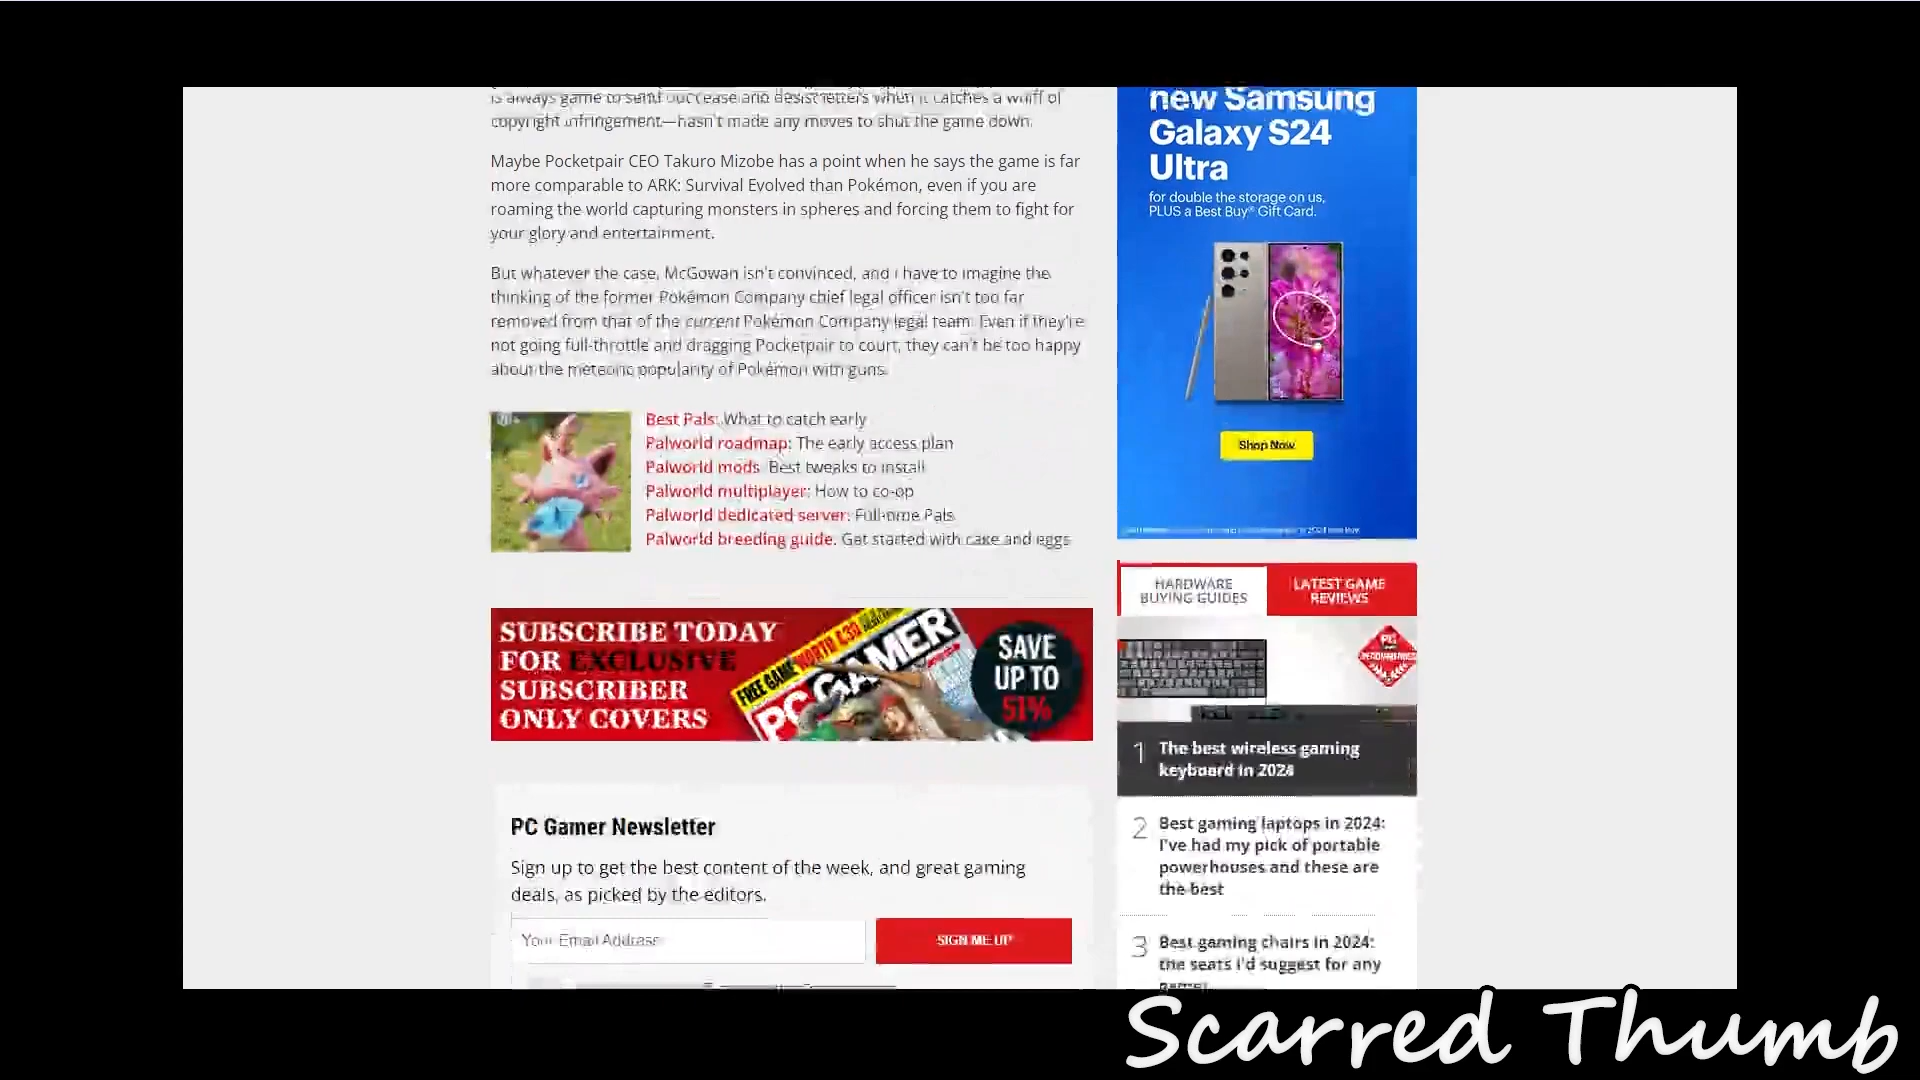 is always game to send out cease and desist letters when it catches a whiff of
copyright infringement—hasn't made any moves to shut the game down.
Maybe Pocketpair CEO Takuro Mizobe has a point when he says the game is far
more comparable to ARK: Survival Evolved than Pokémon, even if you are
roaming the world capturing monsters in spheres and forcing them to fight for
your glory and entertainment.
But whatever the case, McGowan isn't convinced, and I have to imagine the
thinking of the former Pokémon Company chief legal officer isn't too far
removed from that of the current Pokémon Company legal team. Even if they're
not going full-throttle and dragging Pocketpair to court, they can't be too happy
about the meteoric popularity of Pokémon with guns.
Best Pals: What to catch early
Palworld roadmap: The early access plan
Palworld mods: Best tweaks to install
Palworld multiplayer: How to co-op
Palworld dedicated server: Full-time Pals
Palworld breeding guide: Get started with cake and eggs
SUBSCRIBE TODAY
FOR EXCLUSIVE
SUBSCRIBER
ONLY COVERS
FREE GAME WORTH £30
PC GAMER
SAVE
UP TO
51%
PC Gamer Newsletter
Sign up to get the best content of the week, and great gaming
deals, as picked by the editors.
Your Email Address
SIGN ME UP
new Samsung
Galaxy S24
Ultra
for double the storage on us,
PLUS a Best Buy® Gift Card.
Shop Now
HARDWARE
BUYING GUIDES
LATEST GAME
REVIEWS
PC
1 The best wireless gaming
keyboard in 2024
2 Best gaming laptops in 2024:
I've had my pick of portable
powerhouses and these are
the best
3 Best gaming chairs in 2024:
the seats I'd suggest for any
gamer
Scarred Thumb